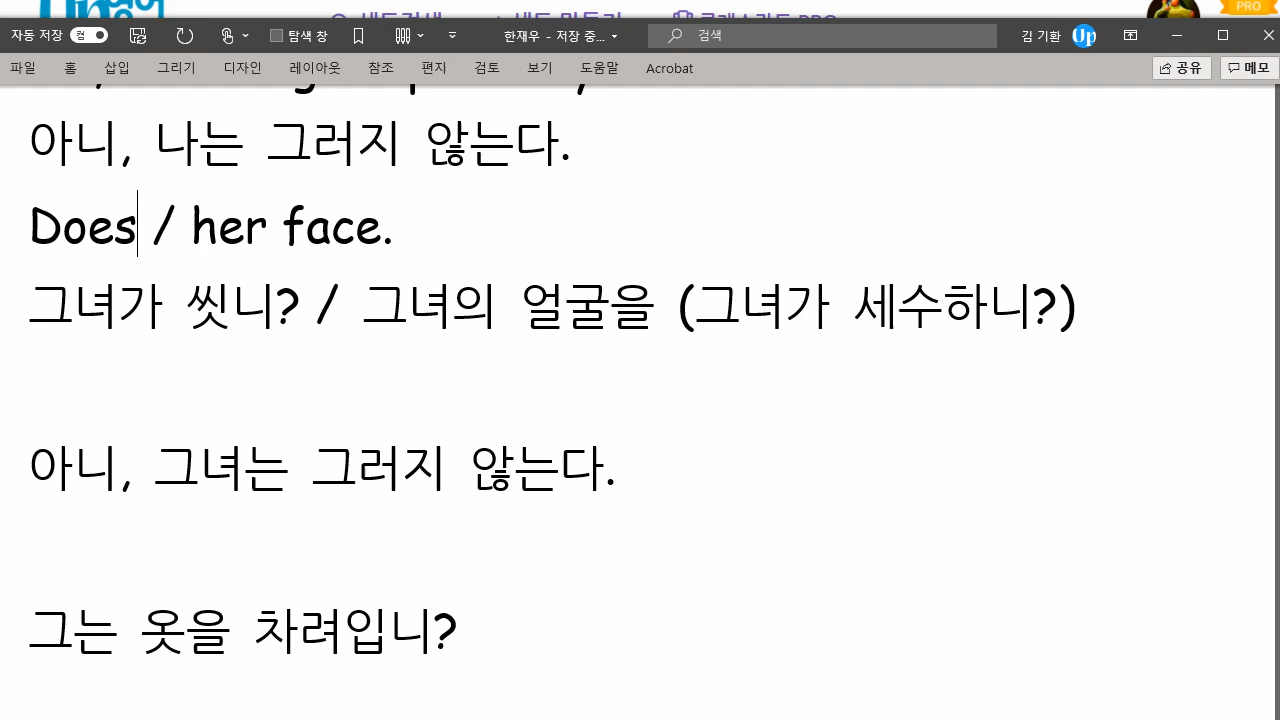 PRO
자동 저장 컴 탐색 창 한재우 - 저장 중... 검색 김 기환 Up
파일 홈 삽입 그리기 디자인 레이아웃 참조 편지 검토 보기 도움말 Acrobat 공유 메모
아니, 나는 그러지 않는다.
Does / her face.
그녀가 씻니? / 그녀의 얼굴을 (그녀가 세수하니?)
아니, 그녀는 그러지 않는다.
그는 옷을 차려입니?